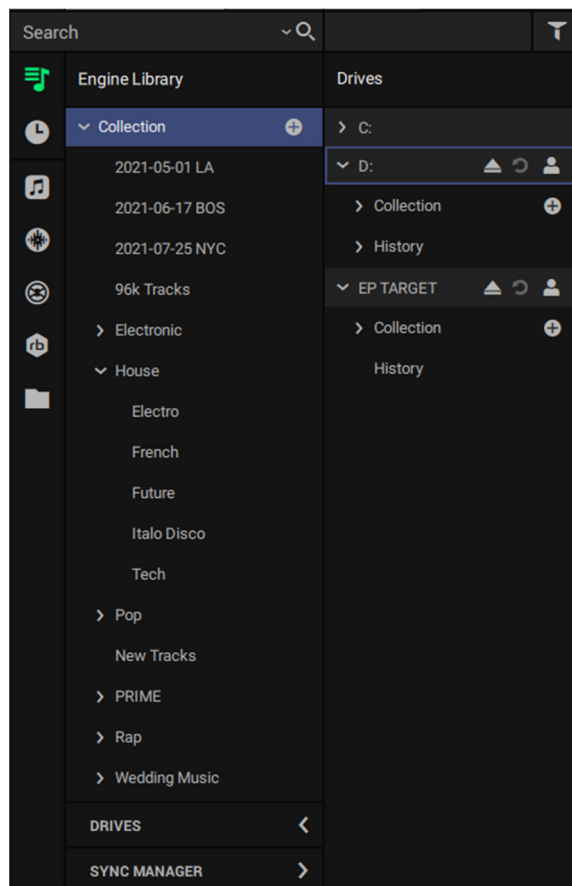 Search
Engine Library
Collection
2021-05-01 LA
2021-06-17 BOS
2021-07-25 NYC
96k Tracks
Electronic
House
Electro
French
Future
Italo Disco
Tech
Pop
New Tracks
PRIME
Rap
Wedding Music
DRIVES
SYNC MANAGER
rb
Drives
C:
D:
Collection
History
EP TARGET
Collection
History